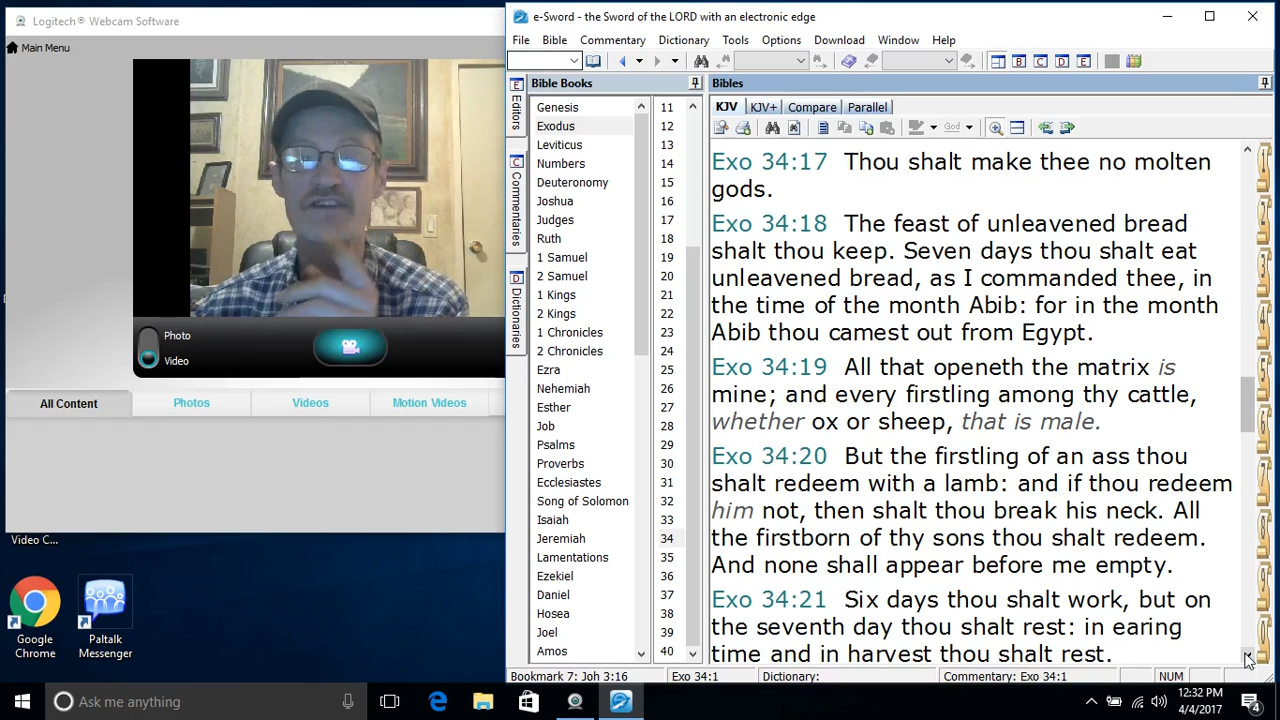 Logitech® Webcam Software
Main Menu
Photo
Video
All Content
Photos
Videos
Motion Videos
Video C...
Google
Chrome
Paltalk
Messenger
e-Sword - the Sword of the LORD with an electronic edge
File Bible Commentary Dictionary Tools Options Download Window Help
B C D E
E Editors
C Commentaries
D Dictionaries
Bible Books
Genesis
Exodus
Leviticus
Numbers
Deuteronomy
Joshua
Judges
Ruth
1 Samuel
2 Samuel
1 Kings
2 Kings
1 Chronicles
2 Chronicles
Ezra
Nehemiah
Esther
Job
Psalms
Proverbs
Ecclesiastes
Song of Solomon
Isaiah
Jeremiah
Lamentations
Ezekiel
Daniel
Hosea
Joel
Amos
11
12
13
14
15
16
17
18
19
20
21
22
23
24
25
26
27
28
29
30
31
32
33
34
35
36
37
38
39
40
Bibles
KJV KJV+ Compare Parallel
God
Exo 34:17 Thou shalt make thee no molten
gods.
Exo 34:18 The feast of unleavened bread
shalt thou keep. Seven days thou shalt eat
unleavened bread, as I commanded thee, in
the time of the month Abib: for in the month
Abib thou camest out from Egypt.
Exo 34:19 All that openeth the matrix is
mine; and every firstling among thy cattle,
whether ox or sheep, that is male.
Exo 34:20 But the firstling of an ass thou
shalt redeem with a lamb: and if thou redeem
him not, then shalt thou break his neck. All
the firstborn of thy sons thou shalt redeem.
And none shall appear before me empty.
Exo 34:21 Six days thou shalt work, but on
the seventh day thou shalt rest: in earing
time and in harvest thou shalt rest.
1
2
3
4
5
6
7
8
9
0
Bookmark 7: Joh 3:16 Exo 34:1 Dictionary: Commentary: Exo 34:1 NUM
Ask me anything
12:32 PM
4/4/2017
4